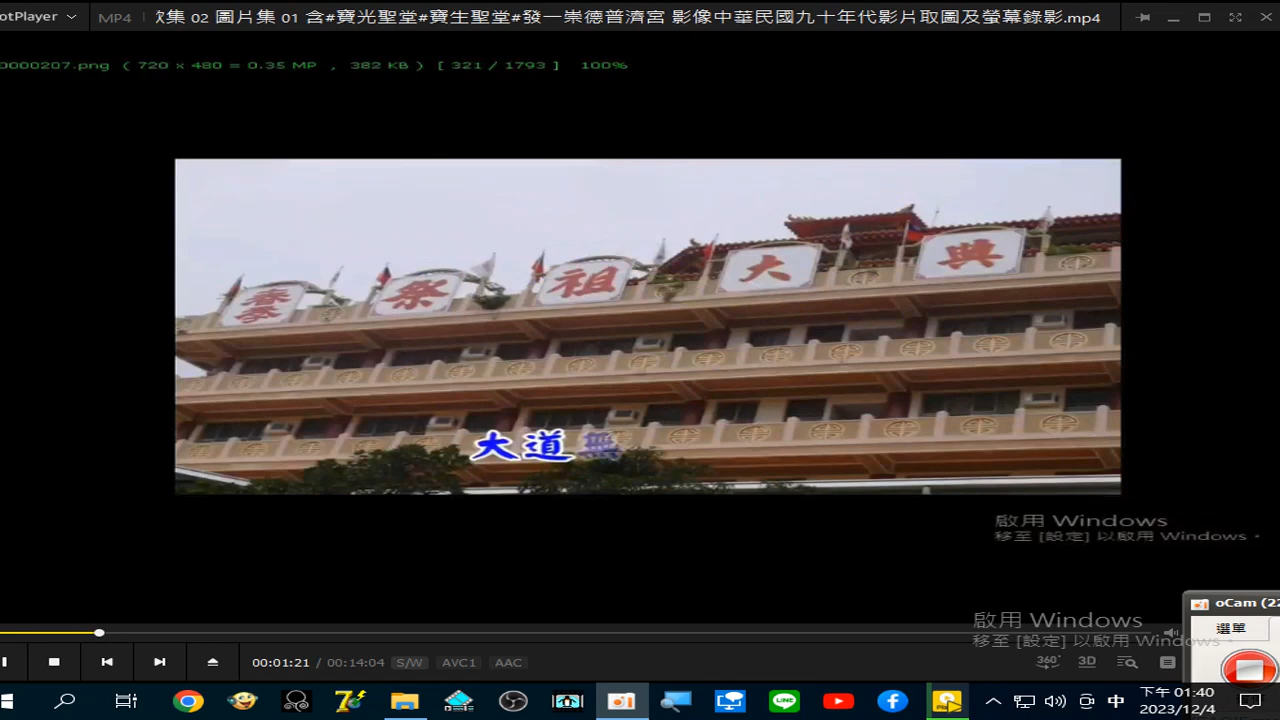 otPlayer
MP4
欠集 02 圖片集 01 含#寶光聖堂#寶生聖堂#發一崇德普濟宮 影像中華民國九十年代影片取圖及螢幕錄影.mp4
0000207.png ( 720 x 480 = 0.35 MP , 382 KB ) [ 321 / 1793 ] 100%
春季祭祖大典
大道無
啟用 Windows
移至 [設定] 以啟用 Windows。
啟用 Windows
移至 [設定] 以啟用 Windows。
oCam (22
選單
00:01:21 / 00:14:04 S/W AVC1 AAC
360° 3D
中
下午 01:40
2023/12/4